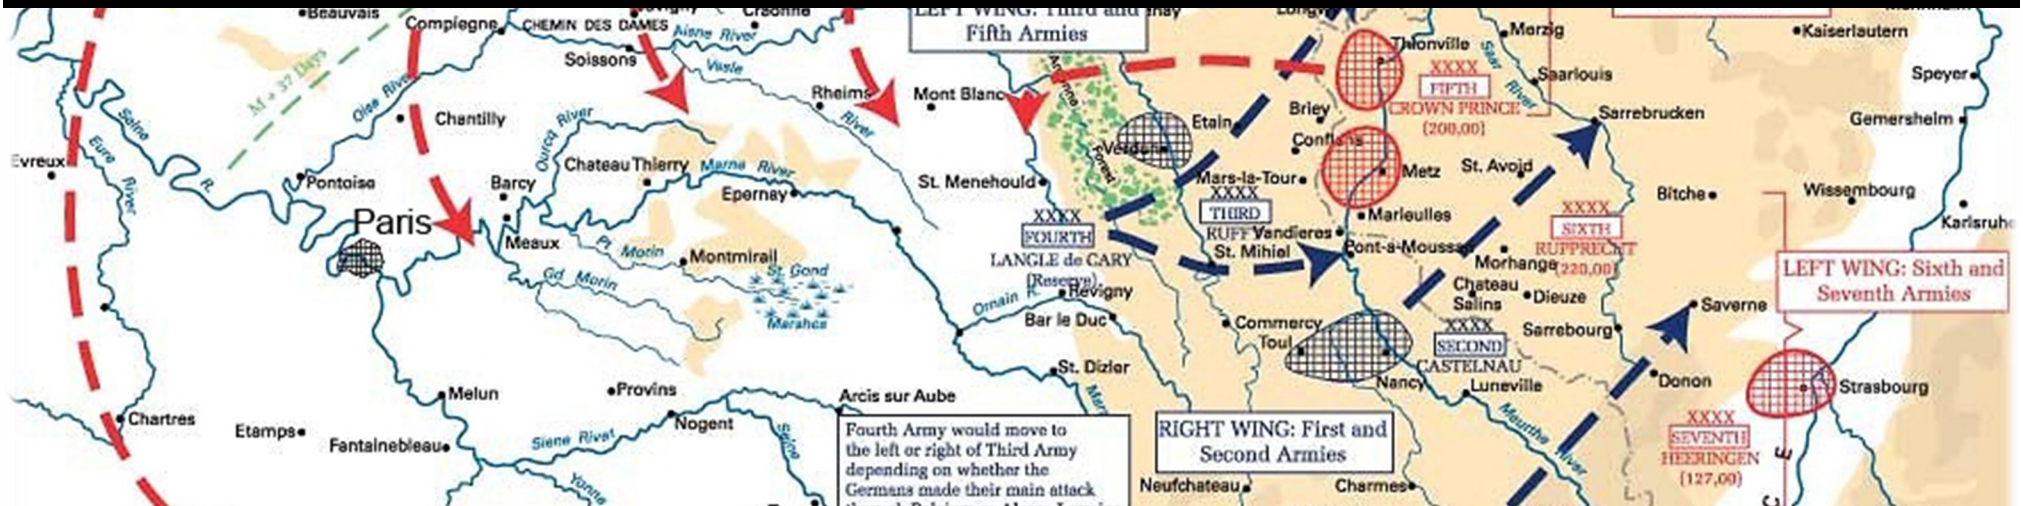 Beauvais
Compiegne
CHEMIN DES DAMES
Craonne
Aisne River
LEFT WING: Third and
Fifth Armies
Merzig
Kaiserlautern
Thionville
Saar River
Soissons
Vasle River
XXXX
FIFTH
CROWN PRINCE
(200,00)
Saarlouis
Speyer
M + 37 Days
Oise River
Rheims
Mont Blanc
Argonne Forest
Briey
Sarrebrucken
Gemersheim
Seine R.
Chantilly
Ourcq River
Etain
Conflans
Eure River
Evreux
Verdun
Chateau Thierry
Marne River
Mars-la-Tour
Metz
St. Avoid
Pontoise
Barcy
Epernay
St. Menehould
Bitche
Wissembourg
Paris
XXXX
FOURTH
LANGLE de CARY
(Reserve)
XXXX
THIRD
RUFFY
Marieulles
XXXX
SIXTH
RUPPRECHT
(220,00)
Karlsruhe
Meaux
Pt Morin
Montmirail
Vandieres
St. Mihiel
Pont-a-Mousson
Morhange
Gd Morin
St. Gond
Marshes
LEFT WING: Sixth and
Seventh Armies
Ornain R.
Revigny
Chateau
Salins
Dieuze
Saverne
Bar le Duc
Commercy
Toul
XXXX
SECOND
CASTELNAU
Sarrebourg
St. Dizler
Nancy
Luneville
Donon
Strasbourg
Melun
Provins
Arcis sur Aube
Meurthe River
Chartres
Etamps
Fantainebleau
Siene Rivet
Nogent
Seine
Yonne
Fourth Army would move to
the left or right of Third Army
depending on whether the
Germans made their main attack
RIGHT WING: First and
Second Armies
XXXX
SEVENTH
HEERINGEN
(127,00)
Neufchateau
Charmes